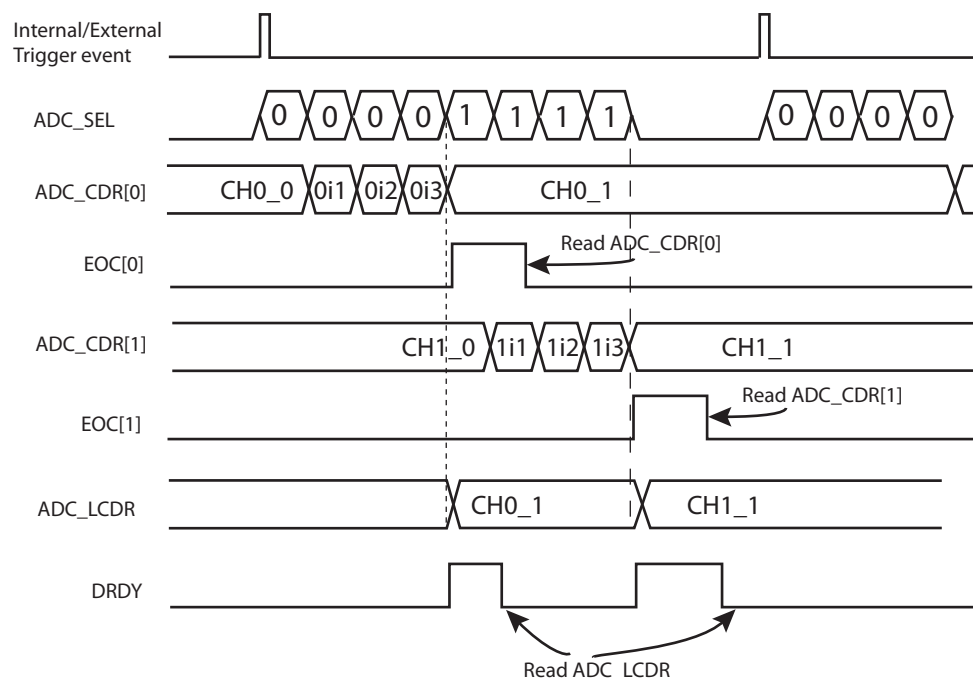 Internal/External
Trigger event
ADC_SEL 0 0 0 0 1 1 1 1 0 0 0 0
ADC_CDR[0] CH0_0 0i1 0i2 0i3 CH0_1
Read ADC_CDR[0]
EOC[0]
ADC_CDR[1] CH1_0 1i1 1i2 1i3 CH1_1
Read ADC_CDR[1]
EOC[1]
ADC_LCDR CH0_1 CH1_1
DRDY
Read ADC_LCDR